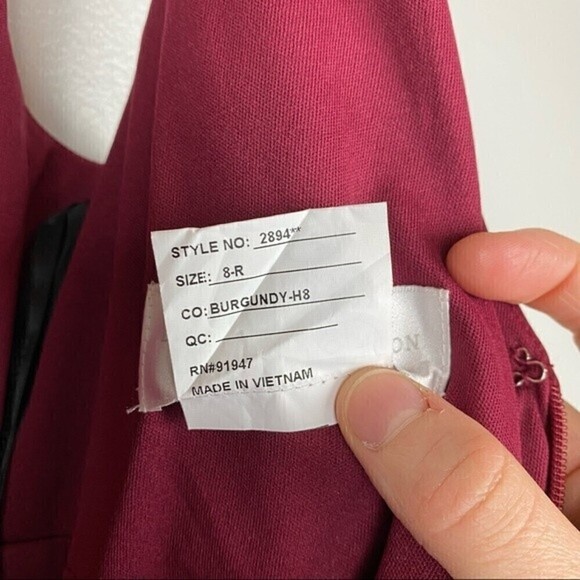 STYLE NO: 2894**
SIZE: 8-R
CO: BURGUNDY-H8
QC:
RN#91947
MADE IN VIETNAM